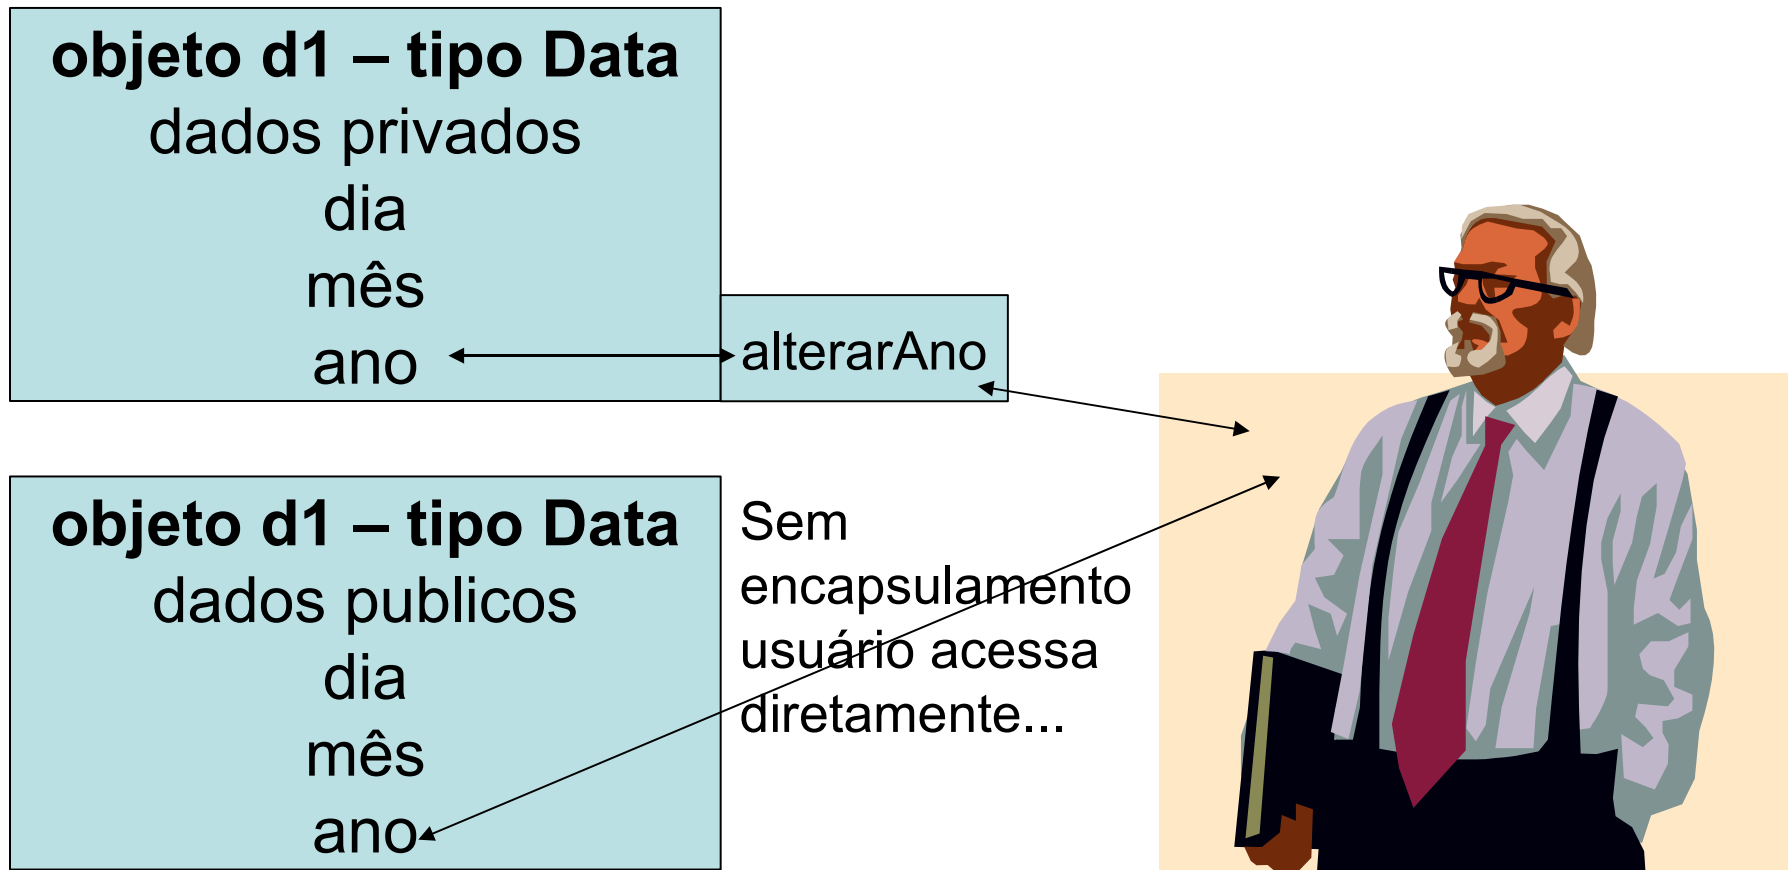 objeto d1 – tipo Data
dados privados
dia
mês
ano
alterarAno
objeto d1 – tipo Data
dados publicos
dia
mês
ano
Sem
encapsulamento
usuário acessa
diretamente...